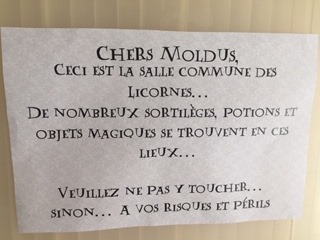 Chers Moldus,
Ceci est la salle commune des
Licornes...
De nombreux sortilèges, potions et
objets magiques se trouvent en ces
lieux...
Veuillez ne pas y toucher...
sinon... a vos risques et périls